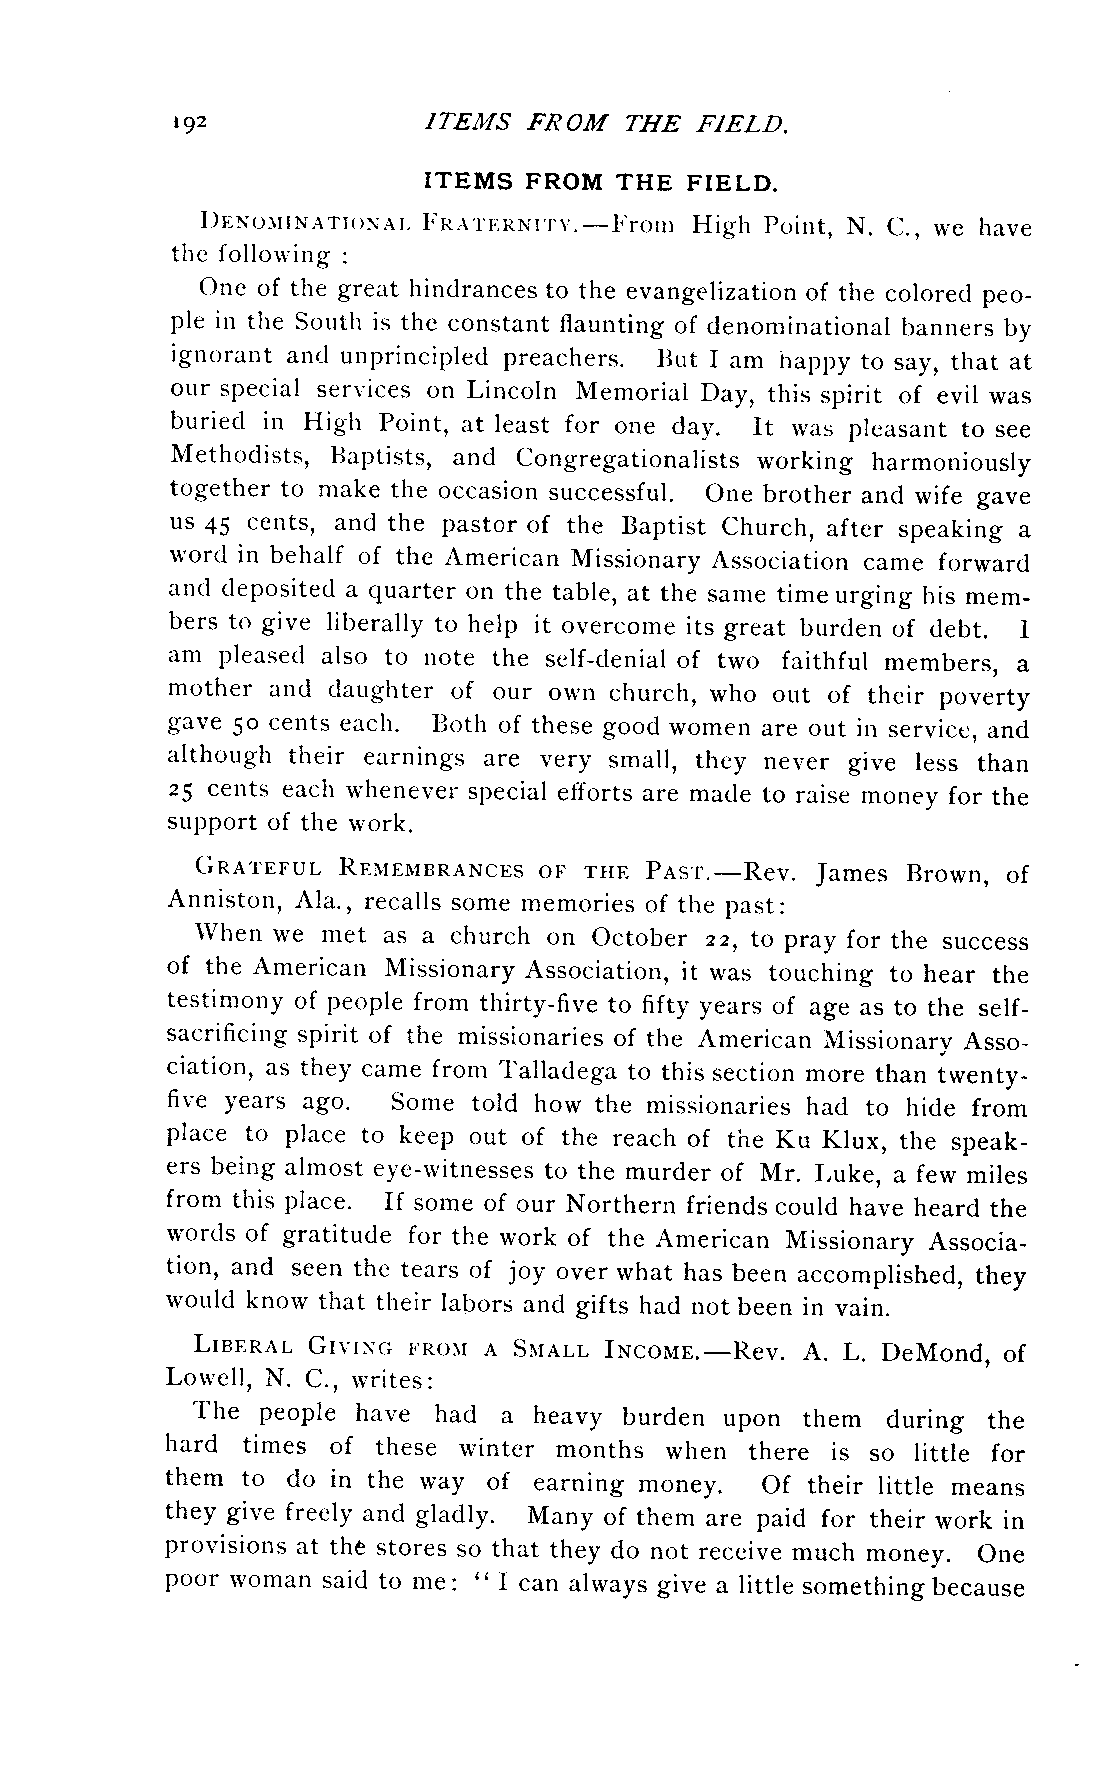 192 ITEMS FROM THE FIELD.
ITEMS FROM THE FIELD.
DENOMINATIONAL FRATERNITY.—From High Point, N. C., we have
the following :
One of the great hindrances to the evangelization of the colored peo-
ple in the South is the constant flaunting of denominational banners by
ignorant and unprincipled preachers. But I am happy to say, that at
our special services on Lincoln Memorial Day, this spirit of evil was
buried in High Point, at least for one day. It was pleasant to see
Methodists, Baptists, and Congregationalists working harmoniously
together to make the occasion successful. One brother and wife gave
us 45 cents, and the pastor of the Baptist Church, after speaking a
word in behalf of the American Missionary Association came forward
and deposited a quarter on the table, at the same time urging his mem-
bers to give liberally to help it overcome its great burden of debt. I
am pleased also to note the self-denial of two faithful members, a
mother and daughter of our own church, who out of their poverty
gave 50 cents each. Both of these good women are out in service, and
although their earnings are very small, they never give less than
25 cents each whenever special efforts are made to raise money for the
support of the work.
GRATEFUL REMEMBRANCES OF THE PAST.—Rev. James Brown, of
Anniston, Ala., recalls some memories of the past:
When we met as a church on October 22, to pray for the success
of the American Missionary Association, it was touching to hear the
testimony of people from thirty-five to fifty years of age as to the self-
sacrificing spirit of the missionaries of the American Missionary Asso-
ciation, as they came from Talladega to this section more than twenty-
five years ago. Some told how the missionaries had to hide from
place to place to keep out of the reach of the Ku Klux, the speak-
ers being almost eye-witnesses to the murder of Mr. Luke, a few miles
from this place. If some of our Northern friends could have heard the
words of gratitude for the work of the American Missionary Associa-
tion, and seen the tears of joy over what has been accomplished, they
would know that their labors and gifts had not been in vain.
LIBERAL GIVING FROM A SMALL INCOME.—Rev. A. L. DeMond, of
Lowell, N. C., writes:
The people have had a heavy burden upon them during the
hard times of these winter months when there is so little for
them to do in the way of earning money. Of their little means
they give freely and gladly. Many of them are paid for their work in
provisions at the stores so that they do not receive much money. One
poor woman said to me: “ I can always give a little something because